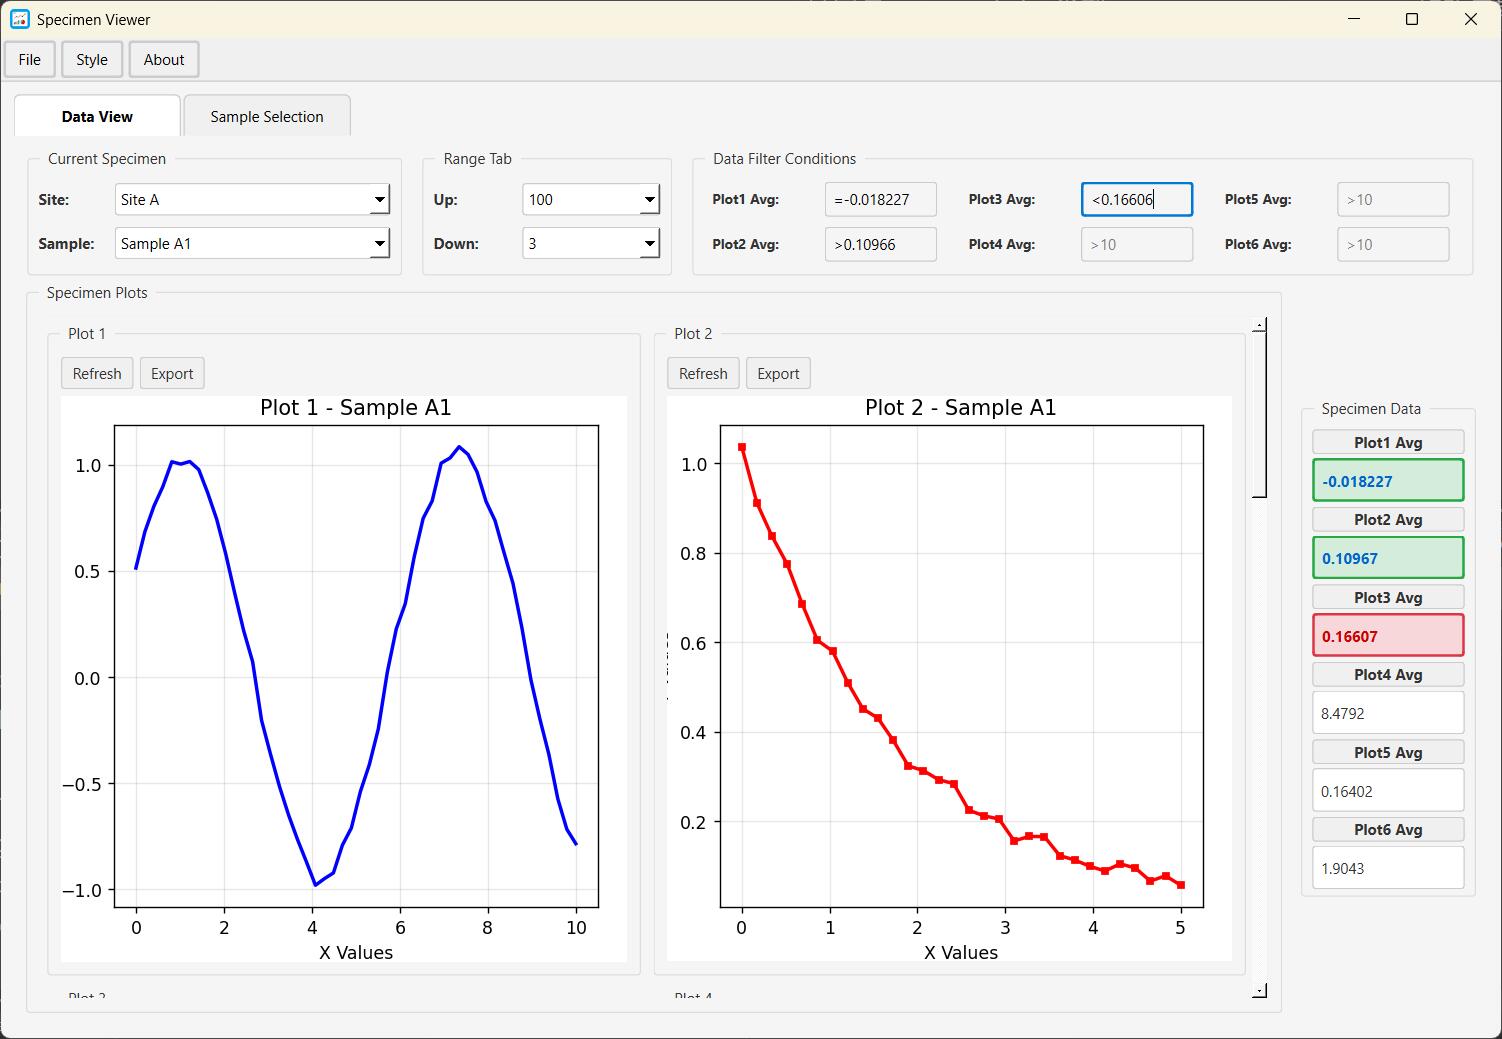 Specimen Viewer
File Style About
Data View Sample Selection
Current Specimen
Site: Site A
Sample: Sample A1
Range Tab
Up: 100
Down: 3
Data Filter Conditions
Plot1 Avg: =-0.018227 Plot3 Avg: <0.16606 Plot5 Avg: >10
Plot2 Avg: >0.10966 Plot4 Avg: >10 Plot6 Avg: >10
Specimen Plots
Plot 1
Refresh Export
Plot 1 - Sample A1
1.0
0.5
0.0
−0.5
−1.0
0 2 4 6 8 10
X Values
Plot 2
Refresh Export
Plot 2 - Sample A1
1.0
0.8
0.6
0.4
0.2
0 1 2 3 4 5
X Values
Plot 4
Specimen Data
Plot1 Avg
-0.018227
Plot2 Avg
0.10967
Plot3 Avg
0.16607
Plot4 Avg
8.4792
Plot5 Avg
0.16402
Plot6 Avg
1.9043